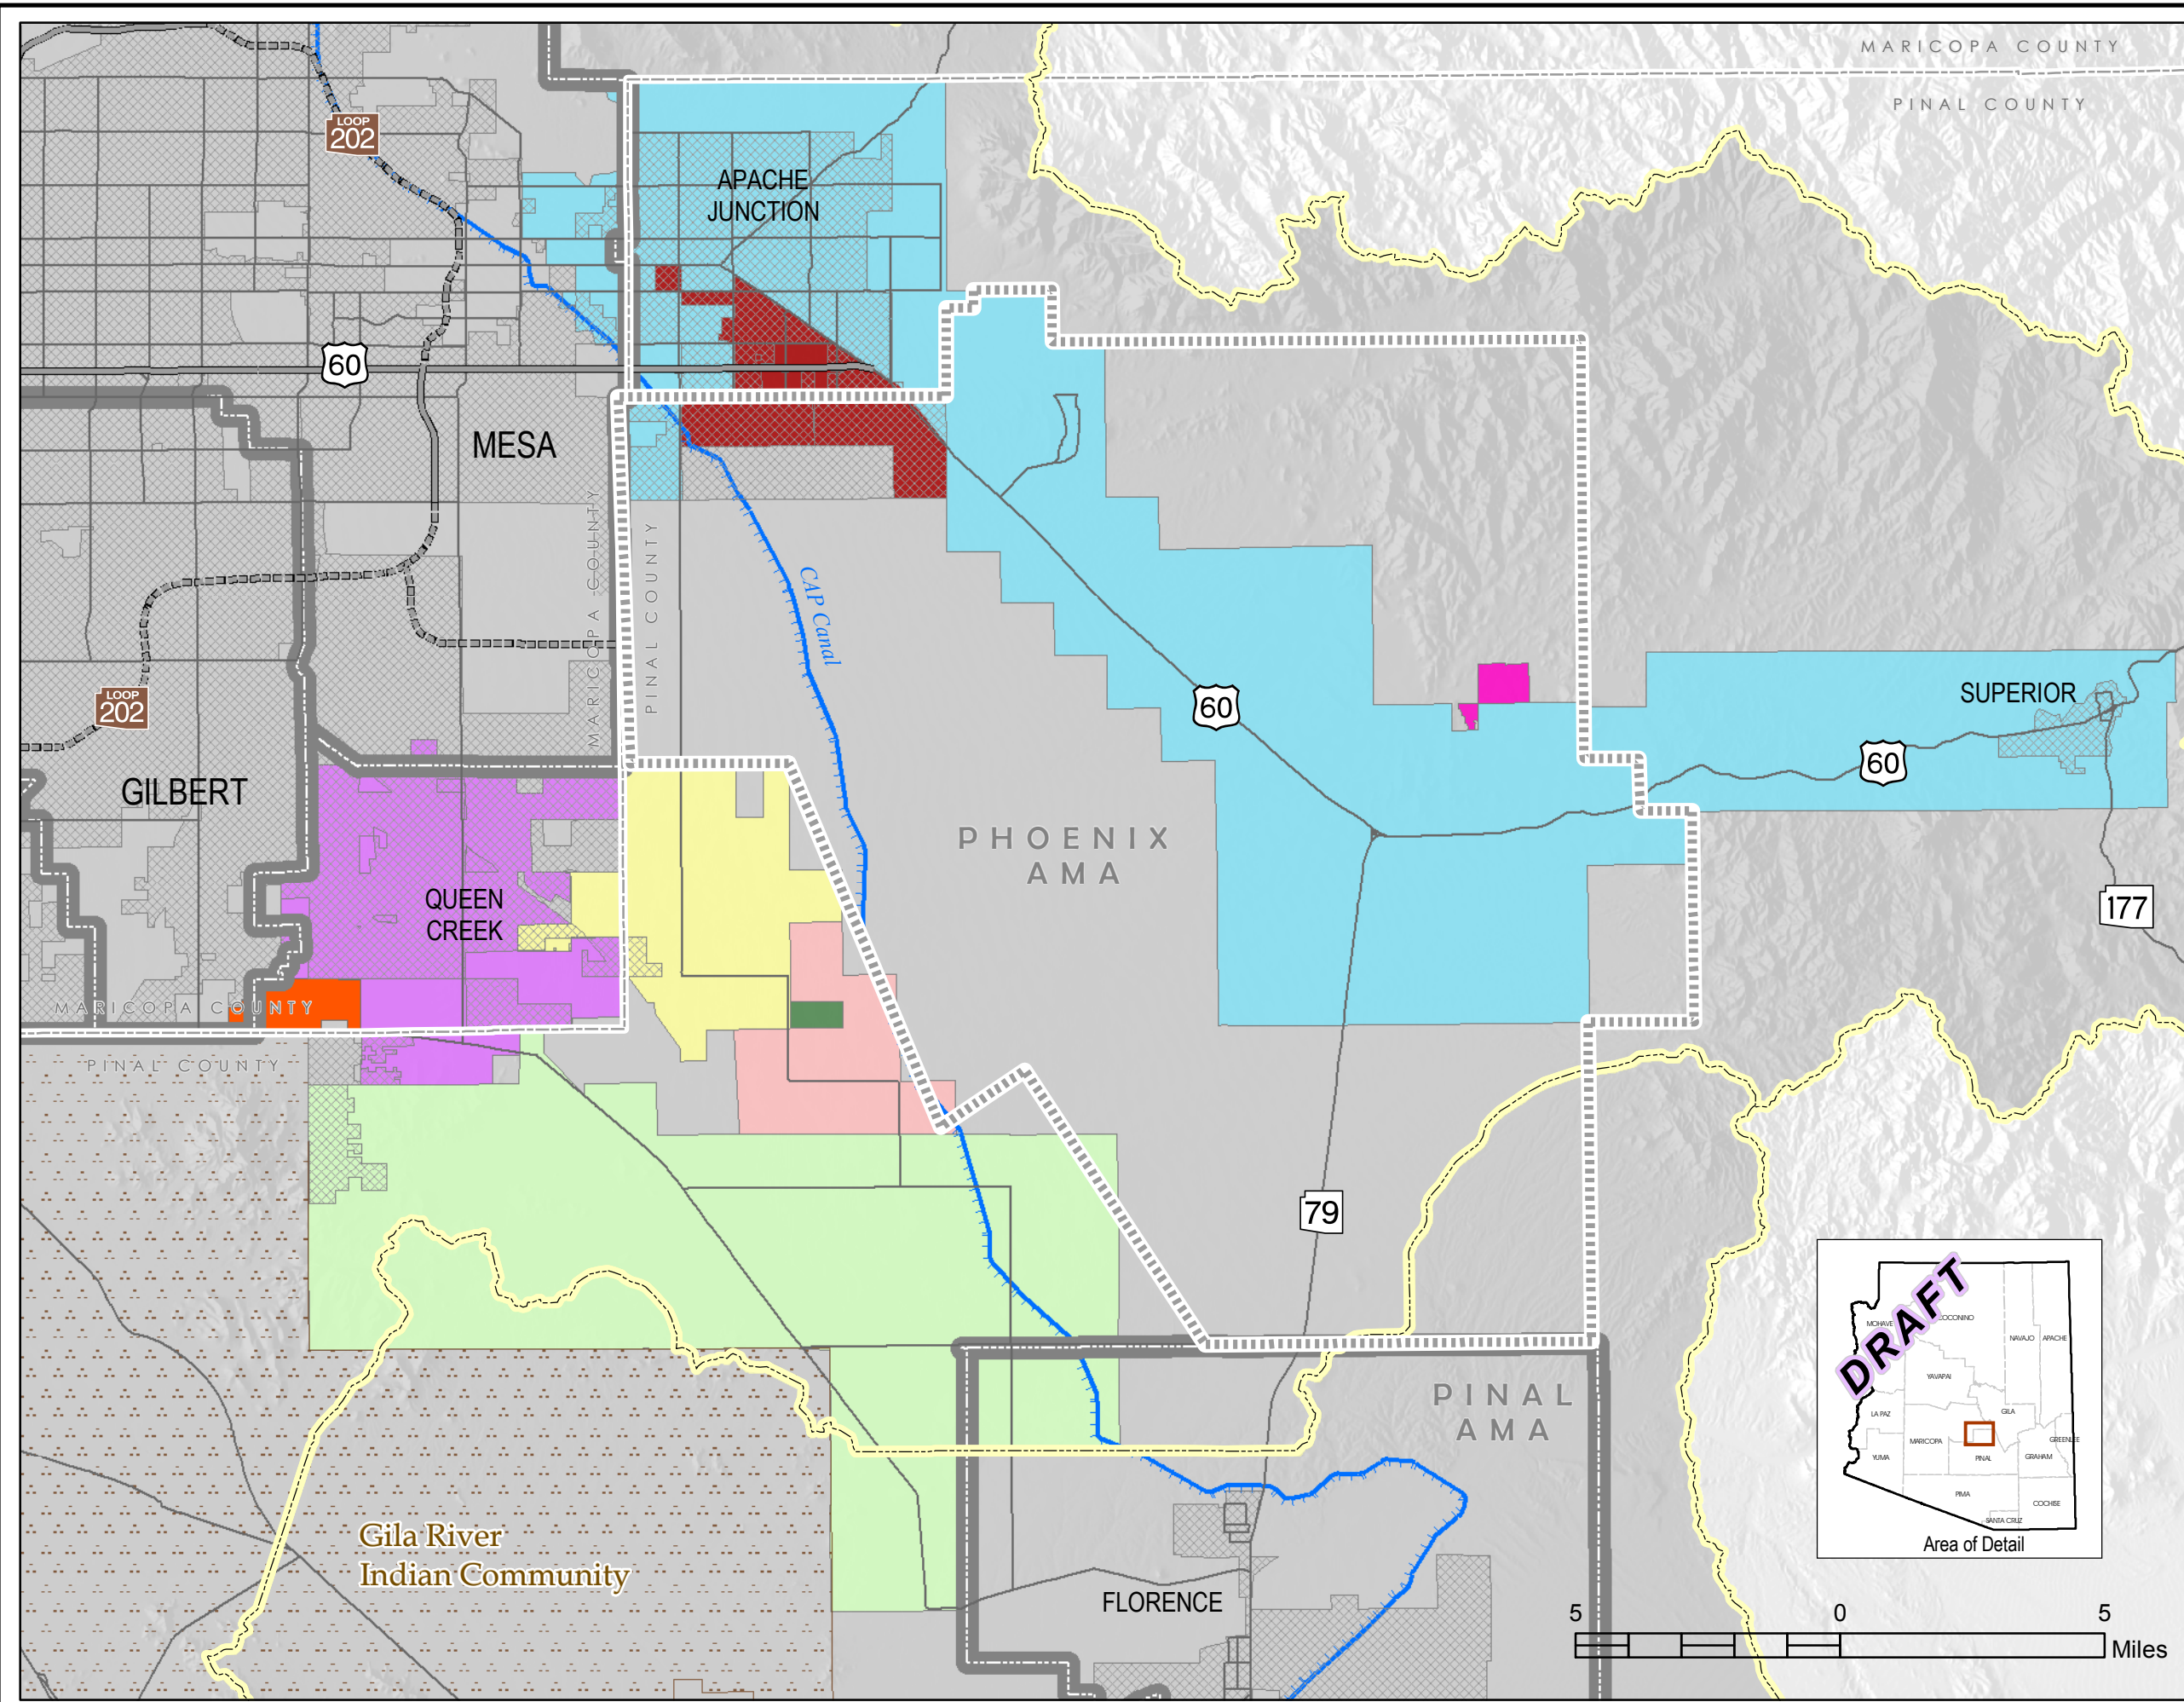 MARICOPA COUNTY
PINAL COUNTY
LOOP
202
APACHE
JUNCTION
60
MESA
MARICOPA COUNTY
PINAL COUNTY
CAP Canal
60
SUPERIOR
60
LOOP
202
GILBERT
PHOENIX
AMA
QUEEN
CREEK
177
MARICOPA COUNTY
PINAL COUNTY
79
PINAL
AMA
DRAFT
MOHAVE
COCONINO
NAVAJO
APACHE
YAVAPAI
LA PAZ
GILA
MARICOPA
GREENLEE
YUMA
PINAL
GRAHAM
PIMA
COCHISE
SANTA CRUZ
Area of Detail
Gila River
Indian Community
FLORENCE
5 0 5
Miles